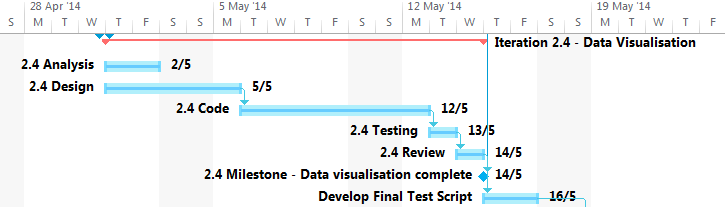 28 Apr '14 5 May '14 12 May '14 19 May '14
S M T W T F S S M T W T F S S M T W T F S S M T W T F
Iteration 2.4 - Data Visualisation
2.4 Analysis 2/5
2.4 Design 5/5
2.4 Code 12/5
2.4 Testing 13/5
2.4 Review 14/5
2.4 Milestone - Data visualisation complete 14/5
Develop Final Test Script 16/5